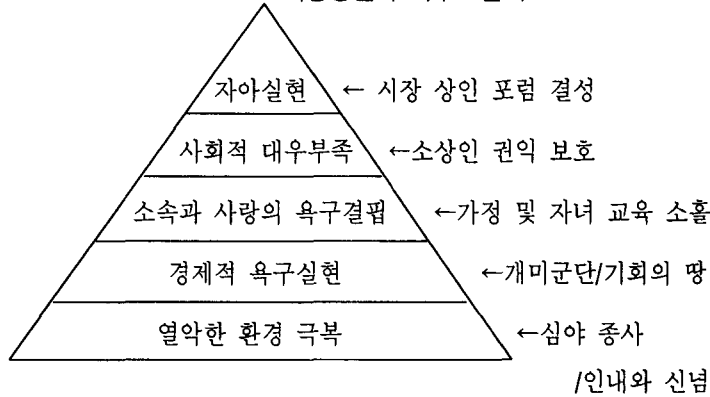 자아실현 ← 시장 상인 포럼 결성
사회적 대우부족 ←소상인 권익 보호
소속과 사랑의 욕구결핍 ←가정 및 자녀 교육 소홀
경제적 욕구실현 ←개미군단/기회의 땅
열악한 환경 극복 ←심야 종사
/인내와 신념